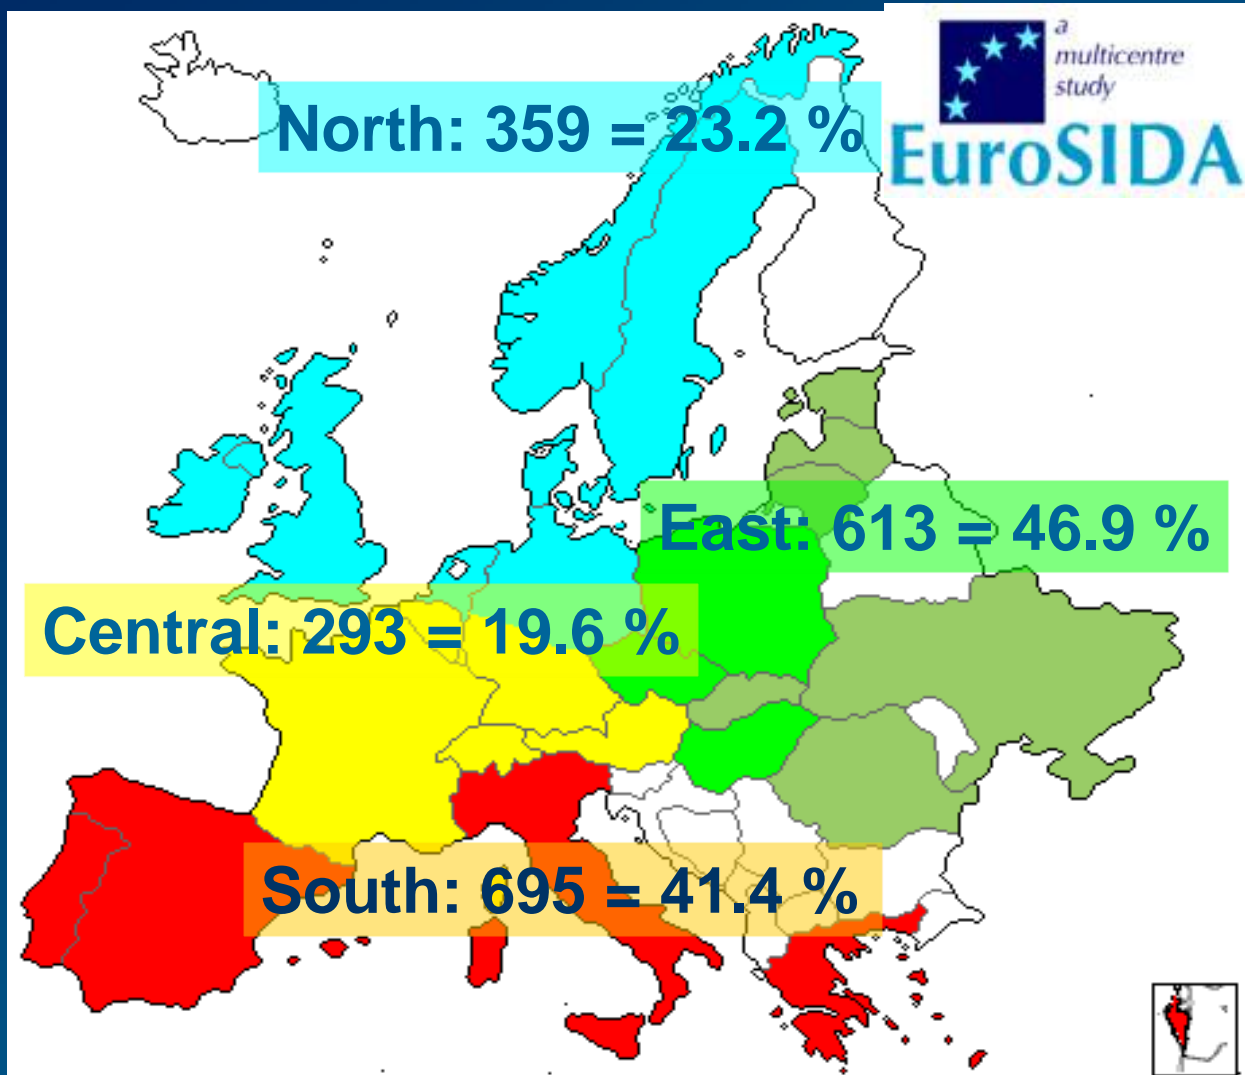 a
multicentre
study
EuroSIDA
North: 359 = 23.2 %
East: 613 = 46.9 %
Central: 293 = 19.6 %
South: 695 = 41.4 %